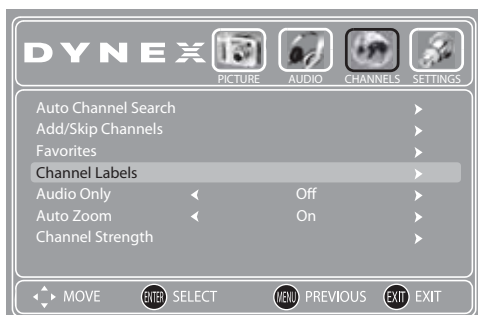 DYNEX
PICTURE AUDIO CHANNELS SETTINGS
Auto Channel Search
Add/Skip Channels
Favorites
Channel Labels
Audio Only Off
Auto Zoom On
Channel Strength
MOVE ENTER SELECT MENU PREVIOUS EXIT EXIT